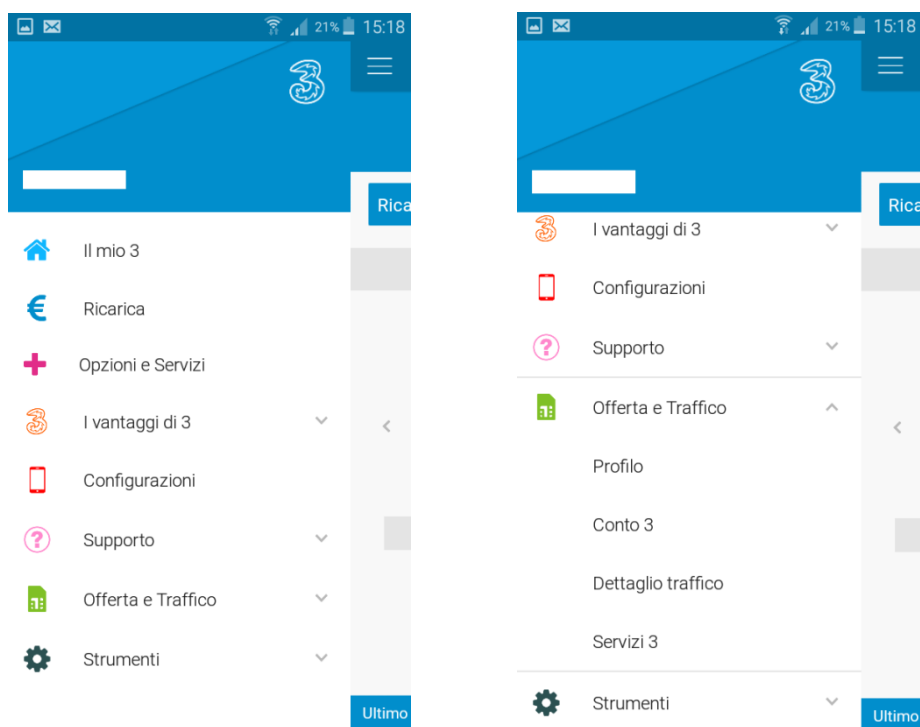 21% 15:18
Rica
Il mio 3
Ricarica
Opzioni e Servizi
I vantaggi di 3
Configurazioni
Supporto
Offerta e Traffico
Strumenti
Ultimo
21% 15:18
Rica
I vantaggi di 3
Configurazioni
Supporto
Offerta e Traffico
Profilo
Conto 3
Dettaglio traffico
Servizi 3
Strumenti
Ultimo